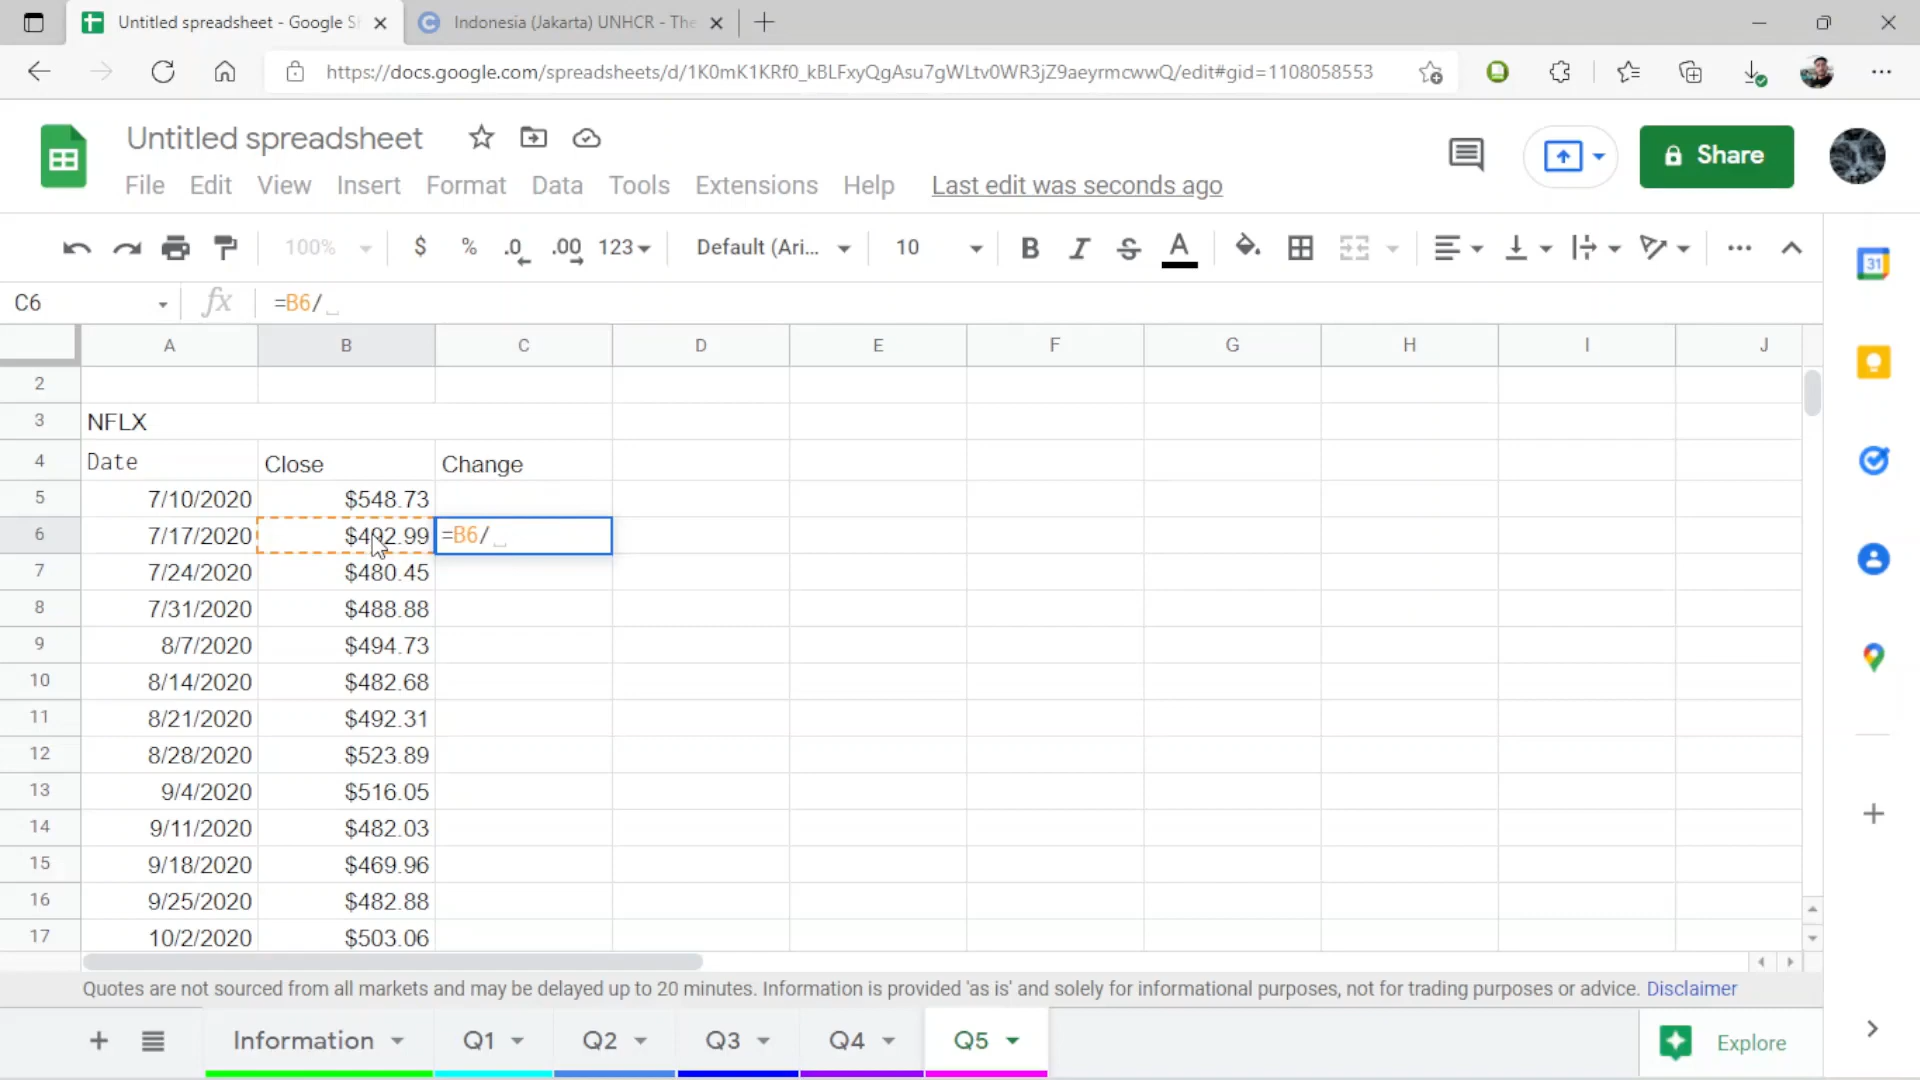 Untitled spreadsheet - Google Sh
Indonesia (Jakarta) UNHCR - The
https://docs.google.com/spreadsheets/d/1K0mK1KRf0_kBLFxyQgAsu7gWLtv0WR3jZ9aeyrmcwwQ/edit#gid=1108058553
Untitled spreadsheet
Share
File Edit View Insert Format Data Tools Extensions Help Last edit was seconds ago
100% $ % .0 .00 123 Default (Ari... 10 B I S A
31
C6 fx =B6/
A B C D E F G H I J
2
3 NFLX
4 Date Close Change
5 7/10/2020 $548.73
6 7/17/2020 $492.99 =B6/
7 7/24/2020 $480.45
8 7/31/2020 $488.88
9 8/7/2020 $494.73
10 8/14/2020 $482.68
11 8/21/2020 $492.31
12 8/28/2020 $523.89
13 9/4/2020 $516.05
14 9/11/2020 $482.03
15 9/18/2020 $469.96
16 9/25/2020 $482.88
17 10/2/2020 $503.06
Quotes are not sourced from all markets and may be delayed up to 20 minutes. Information is provided 'as is' and solely for informational purposes, not for trading purposes or advice. Disclaimer
Information Q1 Q2 Q3 Q4 Q5 Explore